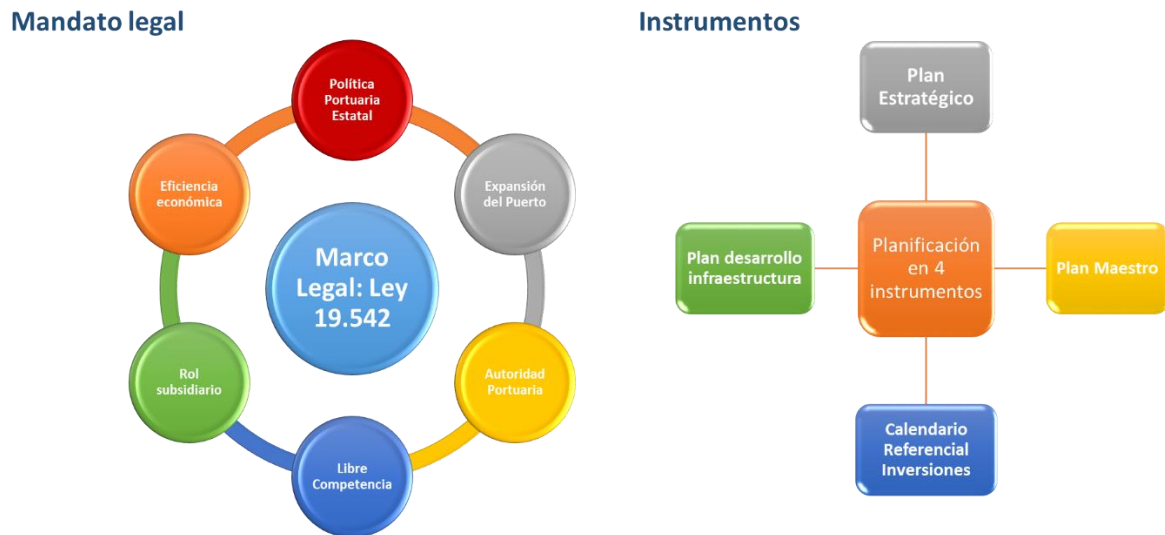 Mandato legal
Política
Portuaria
Estatal
Expansión
del Puerto
Autoridad
Portuaria
Libre
Competencia
Rol
subsidiario
Eficiencia
económica
Marco
Legal: Ley
19.542
Instrumentos
Plan
Estratégico
Plan desarrollo
infraestructura
Planificación
en 4
instrumentos
Plan Maestro
Calendario
Referencial
Inversiones